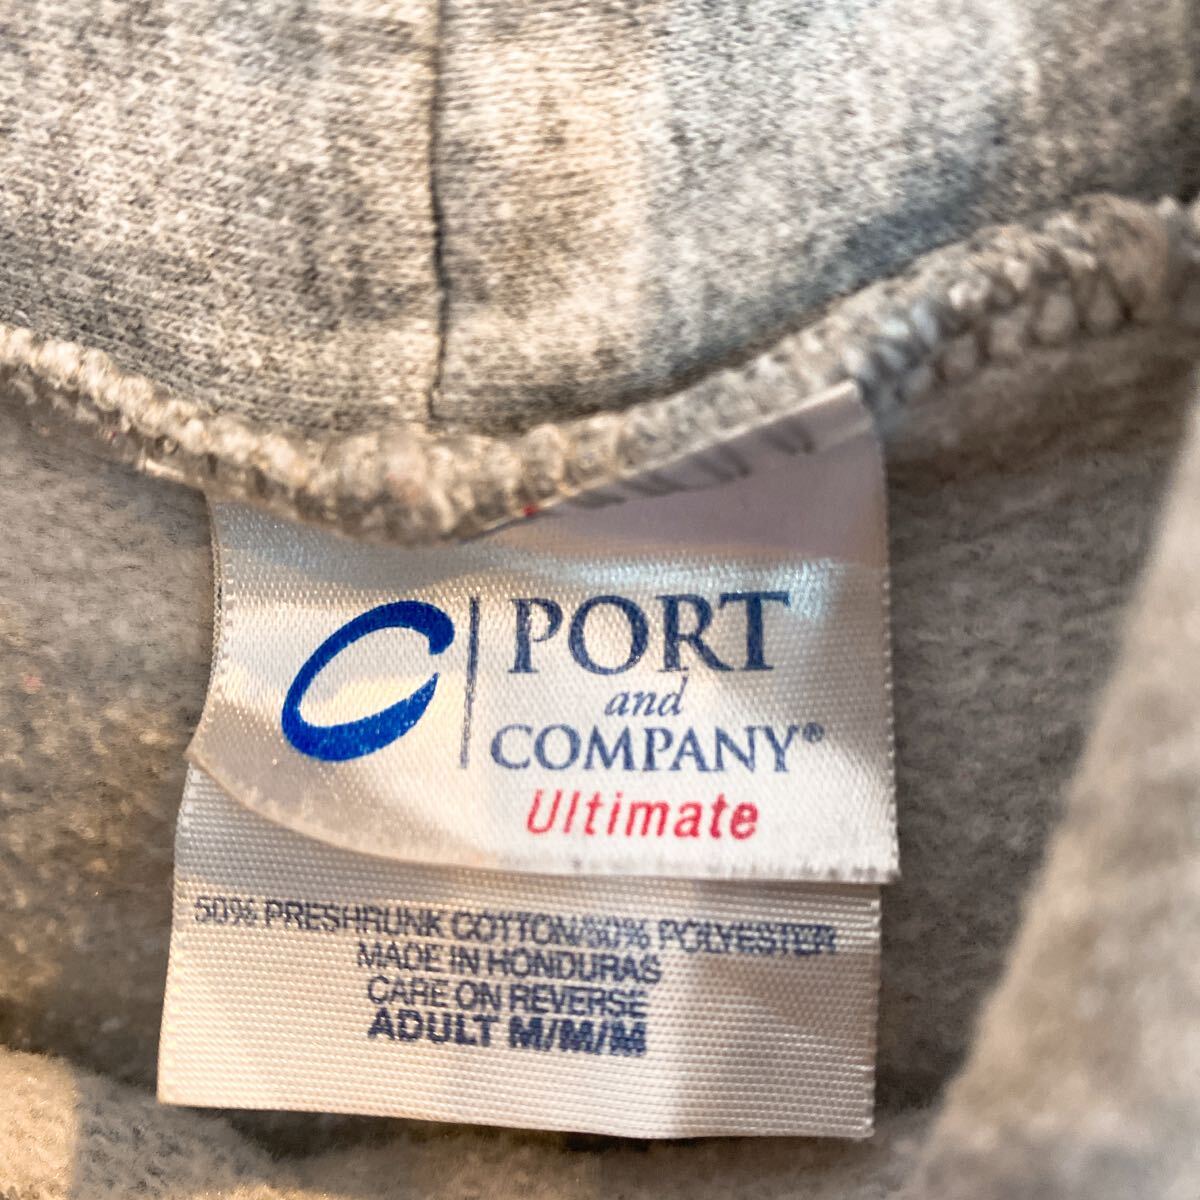 PORT
and
COMPANY®
Ultimate
50% PRESHRUNK COTTON/50% POLYESTER
MADE IN HONDURAS
CARE ON REVERSE
ADULT M/M/M